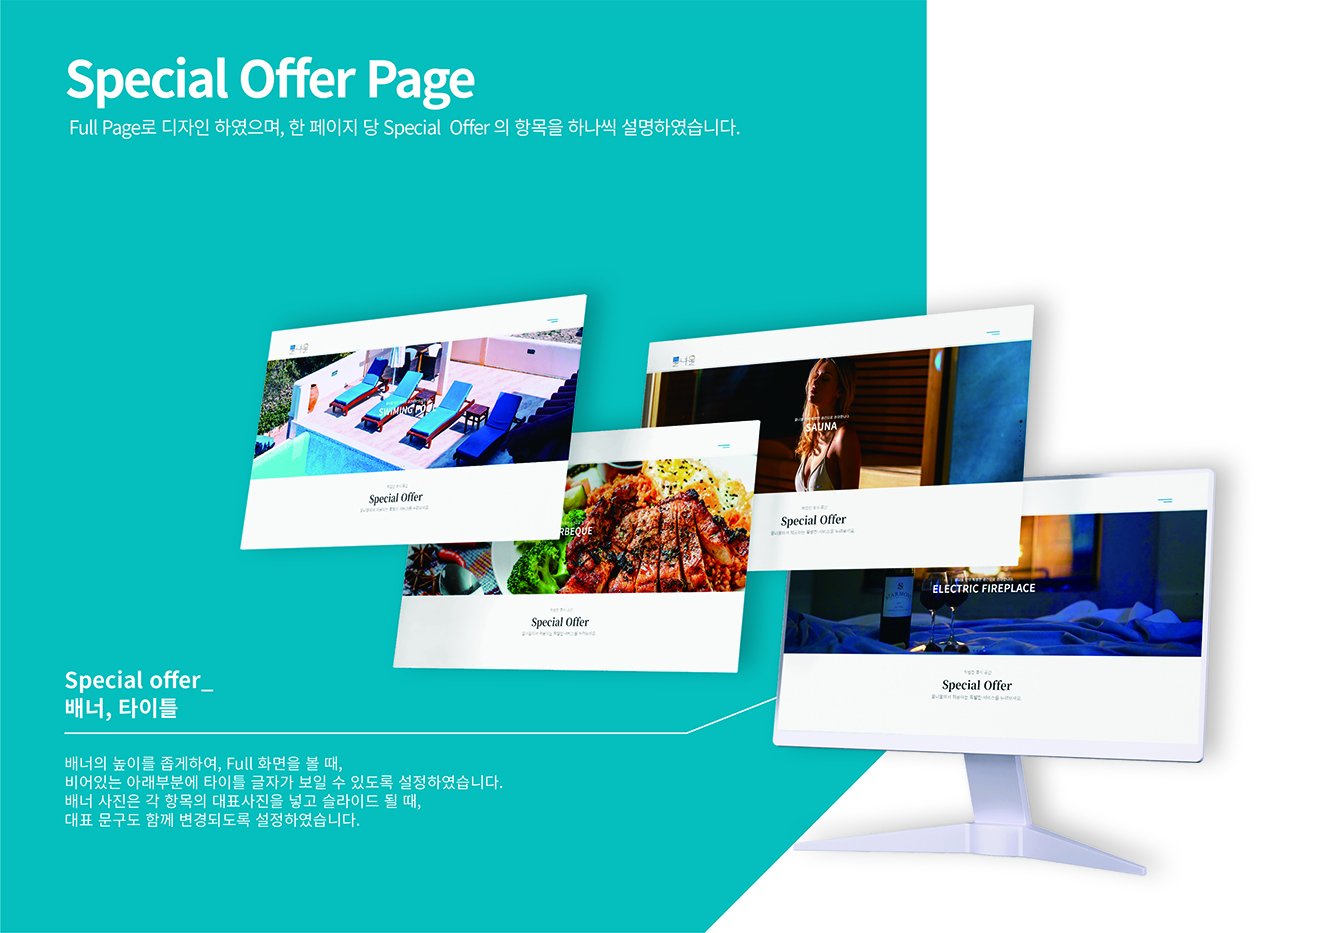 Special Offer Page
Full Page로 디자인 하였으며, 한 페이지 당 Special Offer 의 항목을 하나씩 설명하였습니다.
SWIMING POOL
Special Offer
SAUNA
Special Offer
RBEQUE
Special Offer
ELECTRIC FIREPLACE
Special Offer
Special offer_
배너, 타이틀
배너의 높이를 좁게하여, Full 화면을 볼 때,
비어있는 아래부분에 타이틀 글자가 보일 수 있도록 설정하였습니다.
배너 사진은 각 항목의 대표사진을 넣고 슬라이드 될 때,
대표 문구도 함께 변경되도록 설정하였습니다.